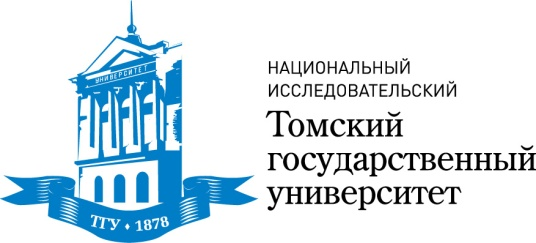 УНИВЕРСИТЕТ
ТГУ ♦ 1878
НАЦИОНАЛЬНЫЙ
ИССЛЕДОВАТЕЛЬСКИЙ
Томский
государственный
университет